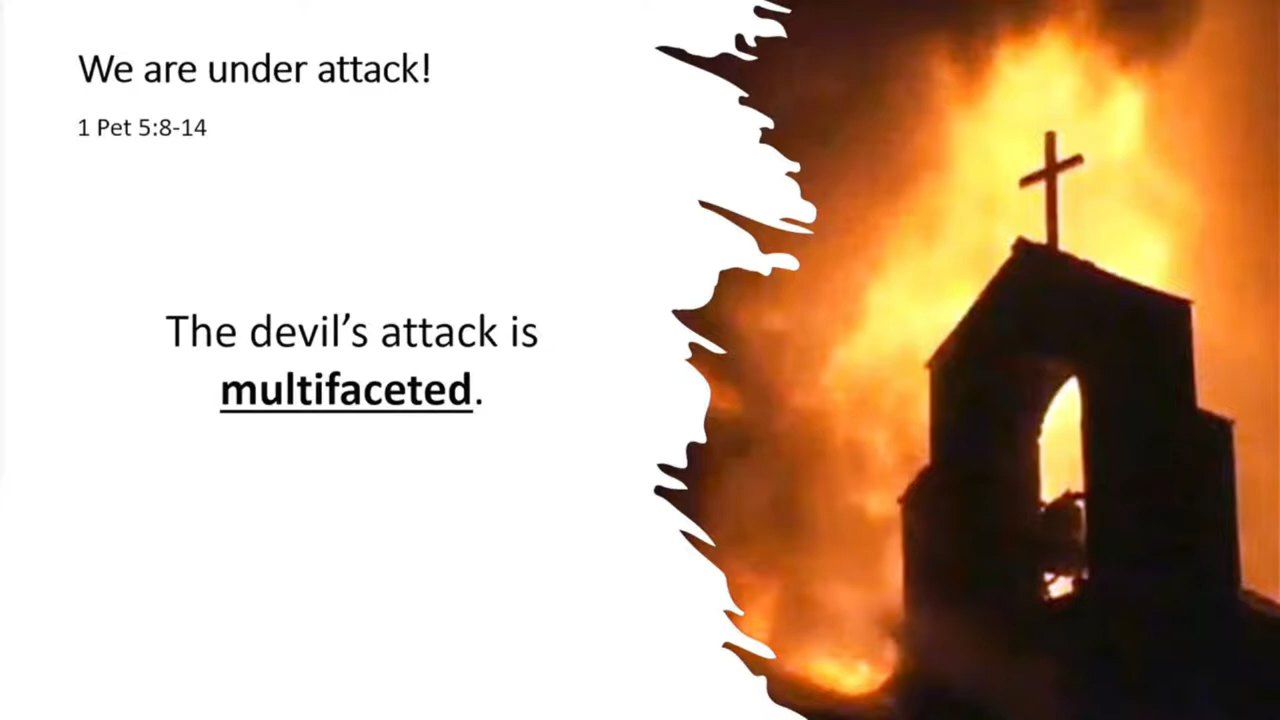 We are under attack!
1 Pet 5:8-14
The devil’s attack is
multifaceted.